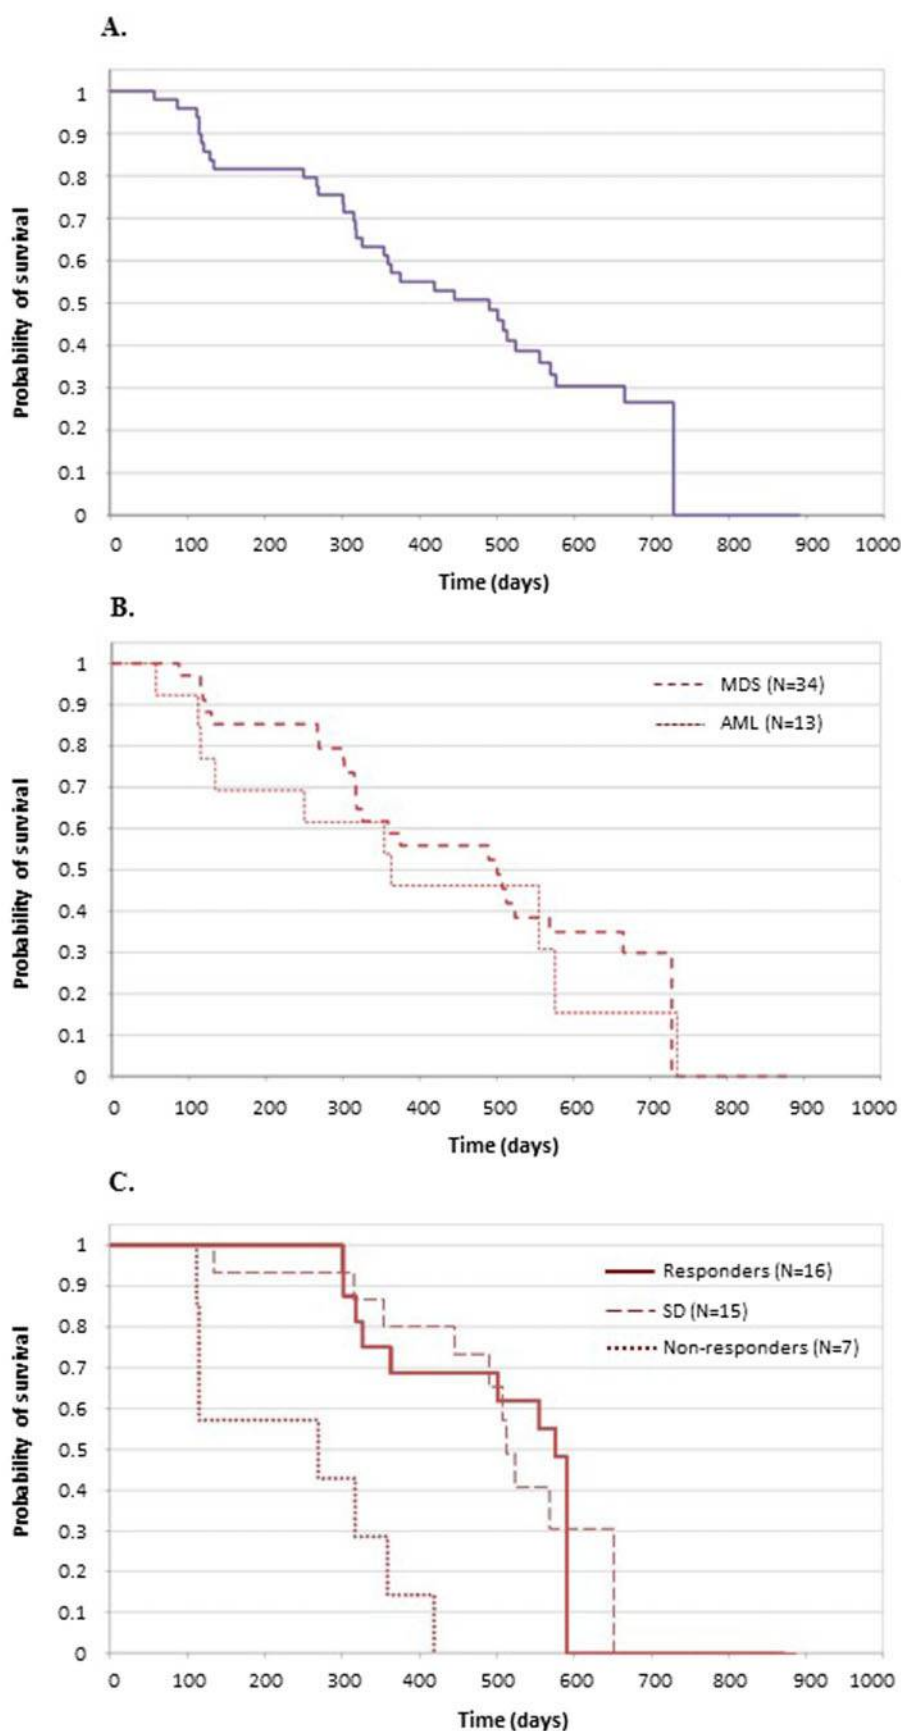 A.
Probability of survival
1
0.9
0.8
0.7
0.6
0.5
0.4
0.3
0.2
0.1
0
0 100 200 300 400 500 600 700 800 900 1000
Time (days)
B.
Probability of survival
1
0.9
0.8
0.7
0.6
0.5
0.4
0.3
0.2
0.1
0
MDS (N=34)
AML (N=13)
0 100 200 300 400 500 600 700 800 900 1000
Time (days)
C.
Probability of survival
1
0.9
0.8
0.7
0.6
0.5
0.4
0.3
0.2
0.1
0
Responders (N=16)
SD (N=15)
Non-responders (N=7)
0 100 200 300 400 500 600 700 800 900 1000
Time (days)